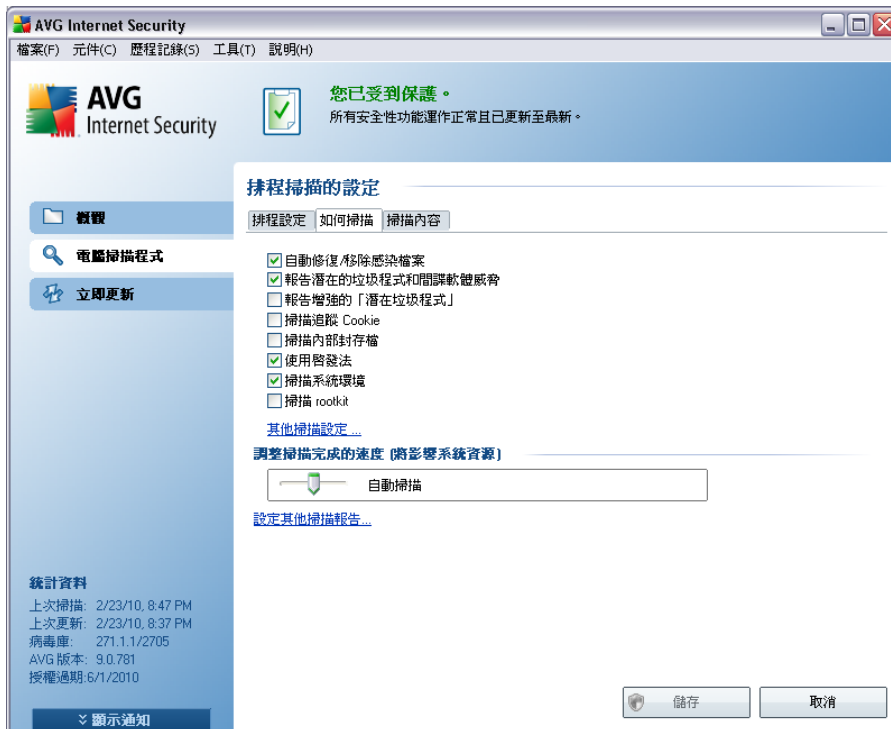 AVG Internet Security
檔案(F) 元件(C) 歷程記錄(S) 工具(T) 說明(H)
AVG
Internet Security
您已受到保護。
所有安全性功能運作正常且已更新至最新。
概觀
電腦掃描程式
立即更新
排程掃描的設定
排程設定 如何掃描 掃描內容
自動修復/移除感染檔案
報告潛在的垃圾程式和間諜軟體威脅
報告增強的「潛在垃圾程式」
掃描追蹤 Cookie
掃描內部封存檔
使用啓發法
掃描系統環境
掃描 rootkit
其他掃描設定 ...
調整掃描完成的速度 (將影響系統資源)
自動掃描
設定其他掃描報告...
統計資料
上次掃描: 2/23/10, 8:47 PM
上次更新: 2/23/10, 8:37 PM
病毒庫: 271.1.1/2705
AVG 版本: 9.0.781
授權過期:6/1/2010
顯示通知
儲存 取消